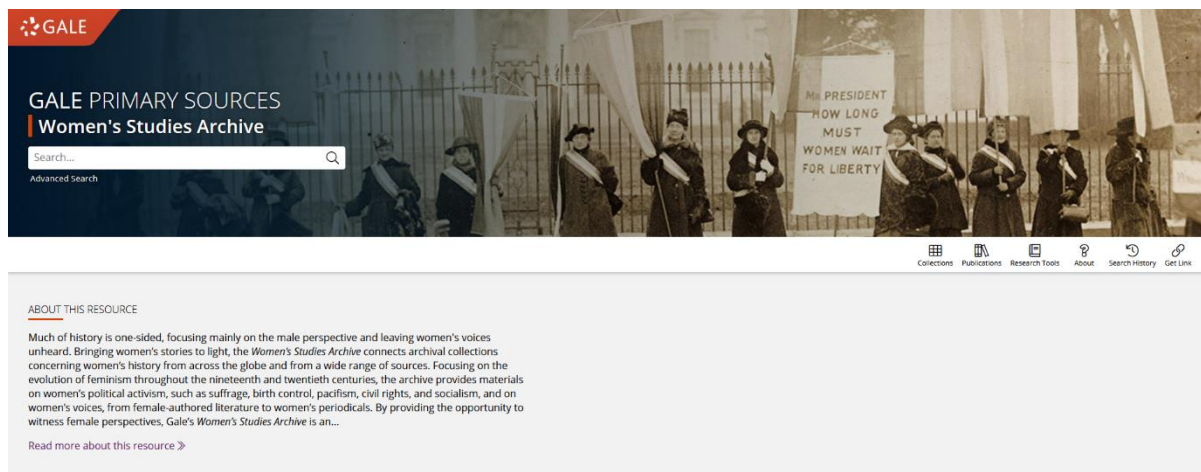 GALE
GALE PRIMARY SOURCES
Women's Studies Archive
Search...
Advanced Search
MR. PRESIDENT
HOW LONG
MUST
WOMEN WAIT
FOR LIBERTY
Collections Publications Research Tools About Search History Get Link
ABOUT THIS RESOURCE
Much of history is one-sided, focusing mainly on the male perspective and leaving women's voices
unheard. Bringing women's stories to light, the Women's Studies Archive connects archival collections
concerning women's history from across the globe and from a wide range of sources. Focusing on the
evolution of feminism throughout the nineteenth and twentieth centuries, the archive provides materials
on women's political activism, such as suffrage, birth control, pacifism, civil rights, and socialism, and on
women's voices, from female-authored literature to women's periodicals. By providing the opportunity to
witness female perspectives, Gale's Women's Studies Archive is an...
Read more about this resource »